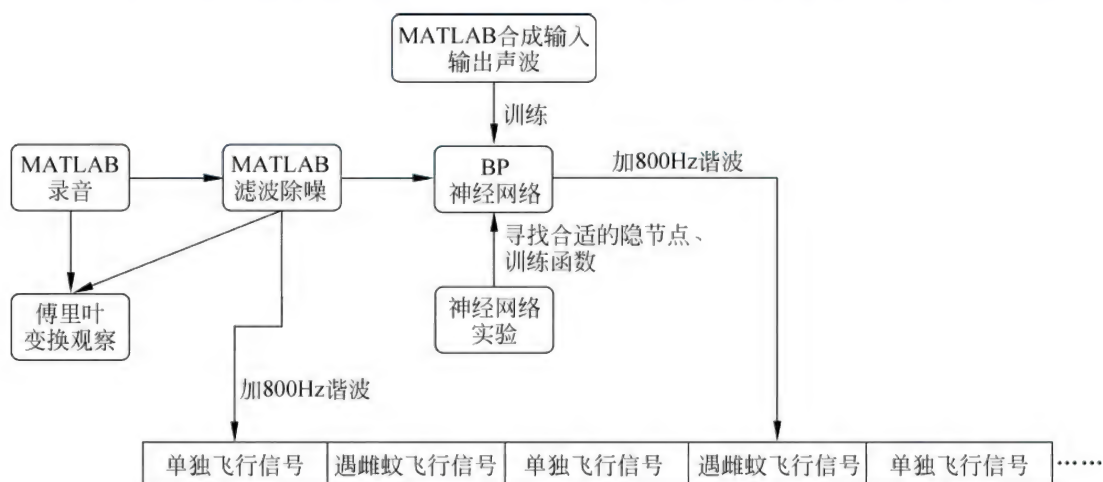 MATLAB合成输入
输出声波
训练
MATLAB
录音
MATLAB
滤波除噪
BP
神经网络
加800Hz谐波
寻找合适的隐节点、
训练函数
傅里叶
变换观察
神经网络
实验
加800Hz谐波
单独飞行信号 遇雌蚊飞行信号 单独飞行信号 遇雌蚊飞行信号 单独飞行信号 ……